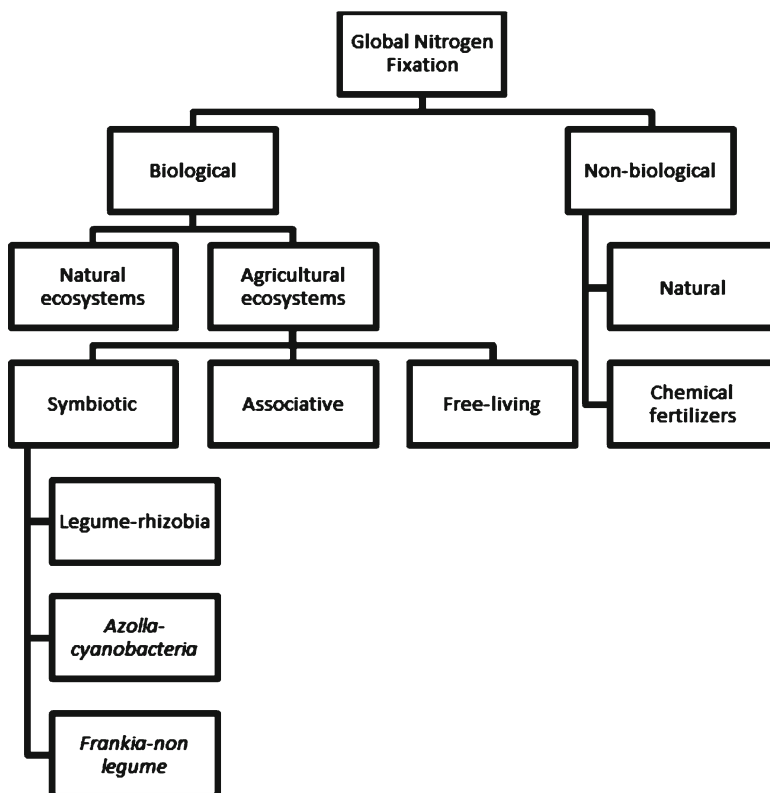 Global Nitrogen
Fixation
Biological
Non-biological
Natural
ecosystems
Agricultural
ecosystems
Natural
Symbiotic
Associative
Free-living
Chemical
fertilizers
Legume-rhizobia
Azolla-
cyanobacteria
Frankia-non
legume